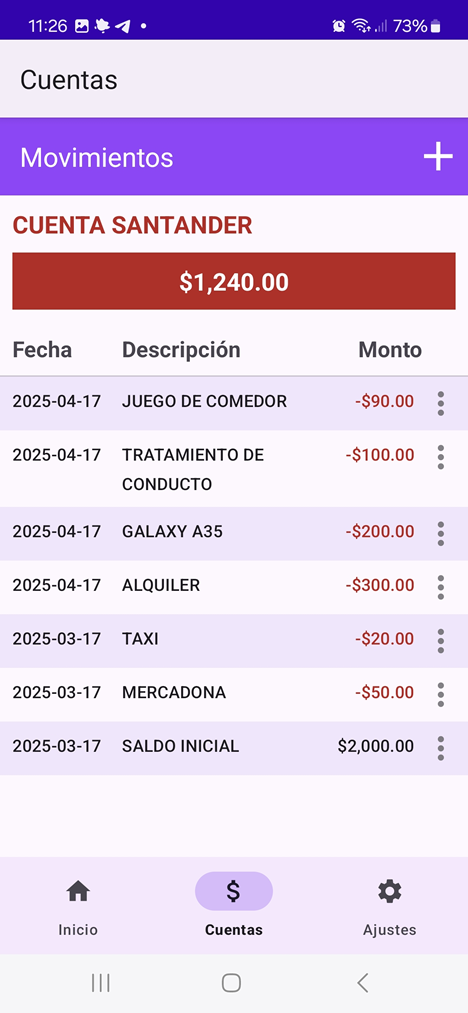 11:26
73%
Cuentas
Movimientos
CUENTA SANTANDER
$1,240.00
Fecha Descripción Monto
2025-04-17 JUEGO DE COMEDOR -$90.00
2025-04-17 TRATAMIENTO DE -$100.00
CONDUCTO
2025-04-17 GALAXY A35 -$200.00
2025-04-17 ALQUILER -$300.00
2025-03-17 TAXI -$20.00
2025-03-17 MERCADONA -$50.00
2025-03-17 SALDO INICIAL $2,000.00
Inicio Cuentas Ajustes